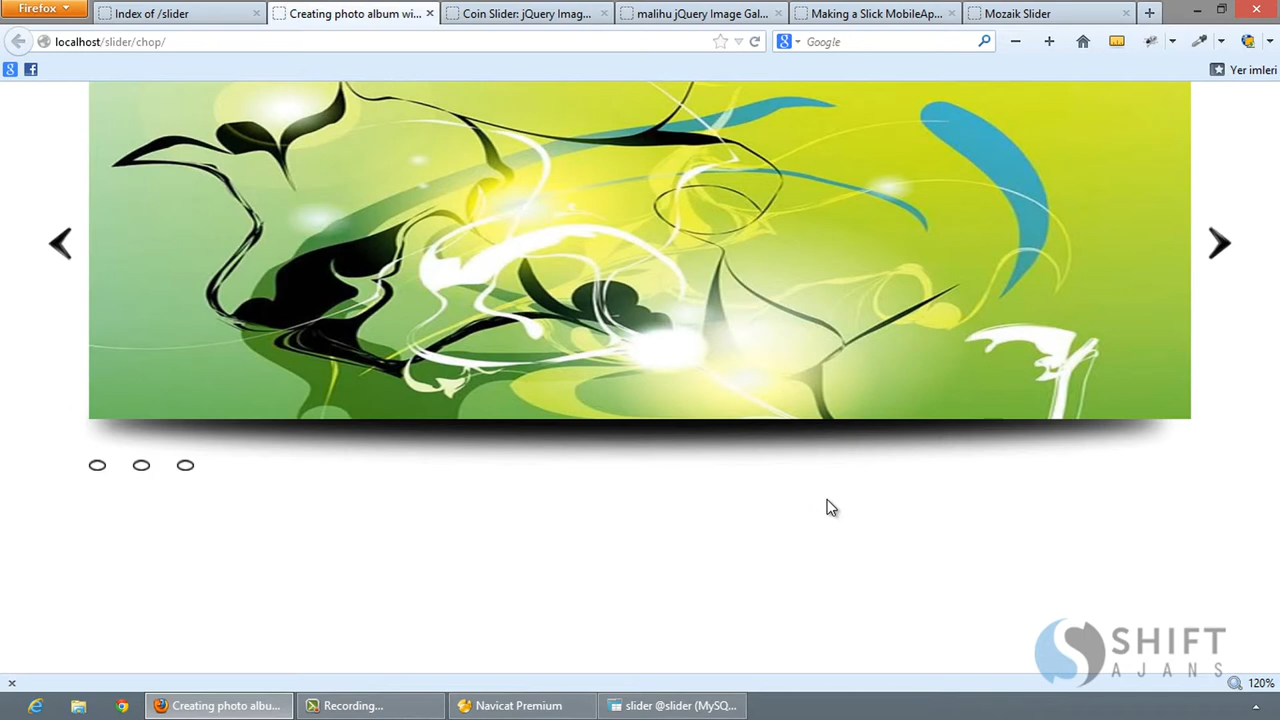 Firefox
Index of /slider
Creating photo album wi...
Coin Slider: jQuery Imag...
malihu jQuery Image Gal...
Making a Slick MobileAp...
Mozaik Slider
localhost/slider/chop/
Google
Yer imleri
SHIFT
AJANS
120%
Creating photo albu...
Recording...
Navicat Premium
slider @slider (MySQ...